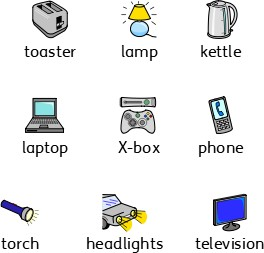 toaster lamp kettle
laptop X-box phone
torch headlights television